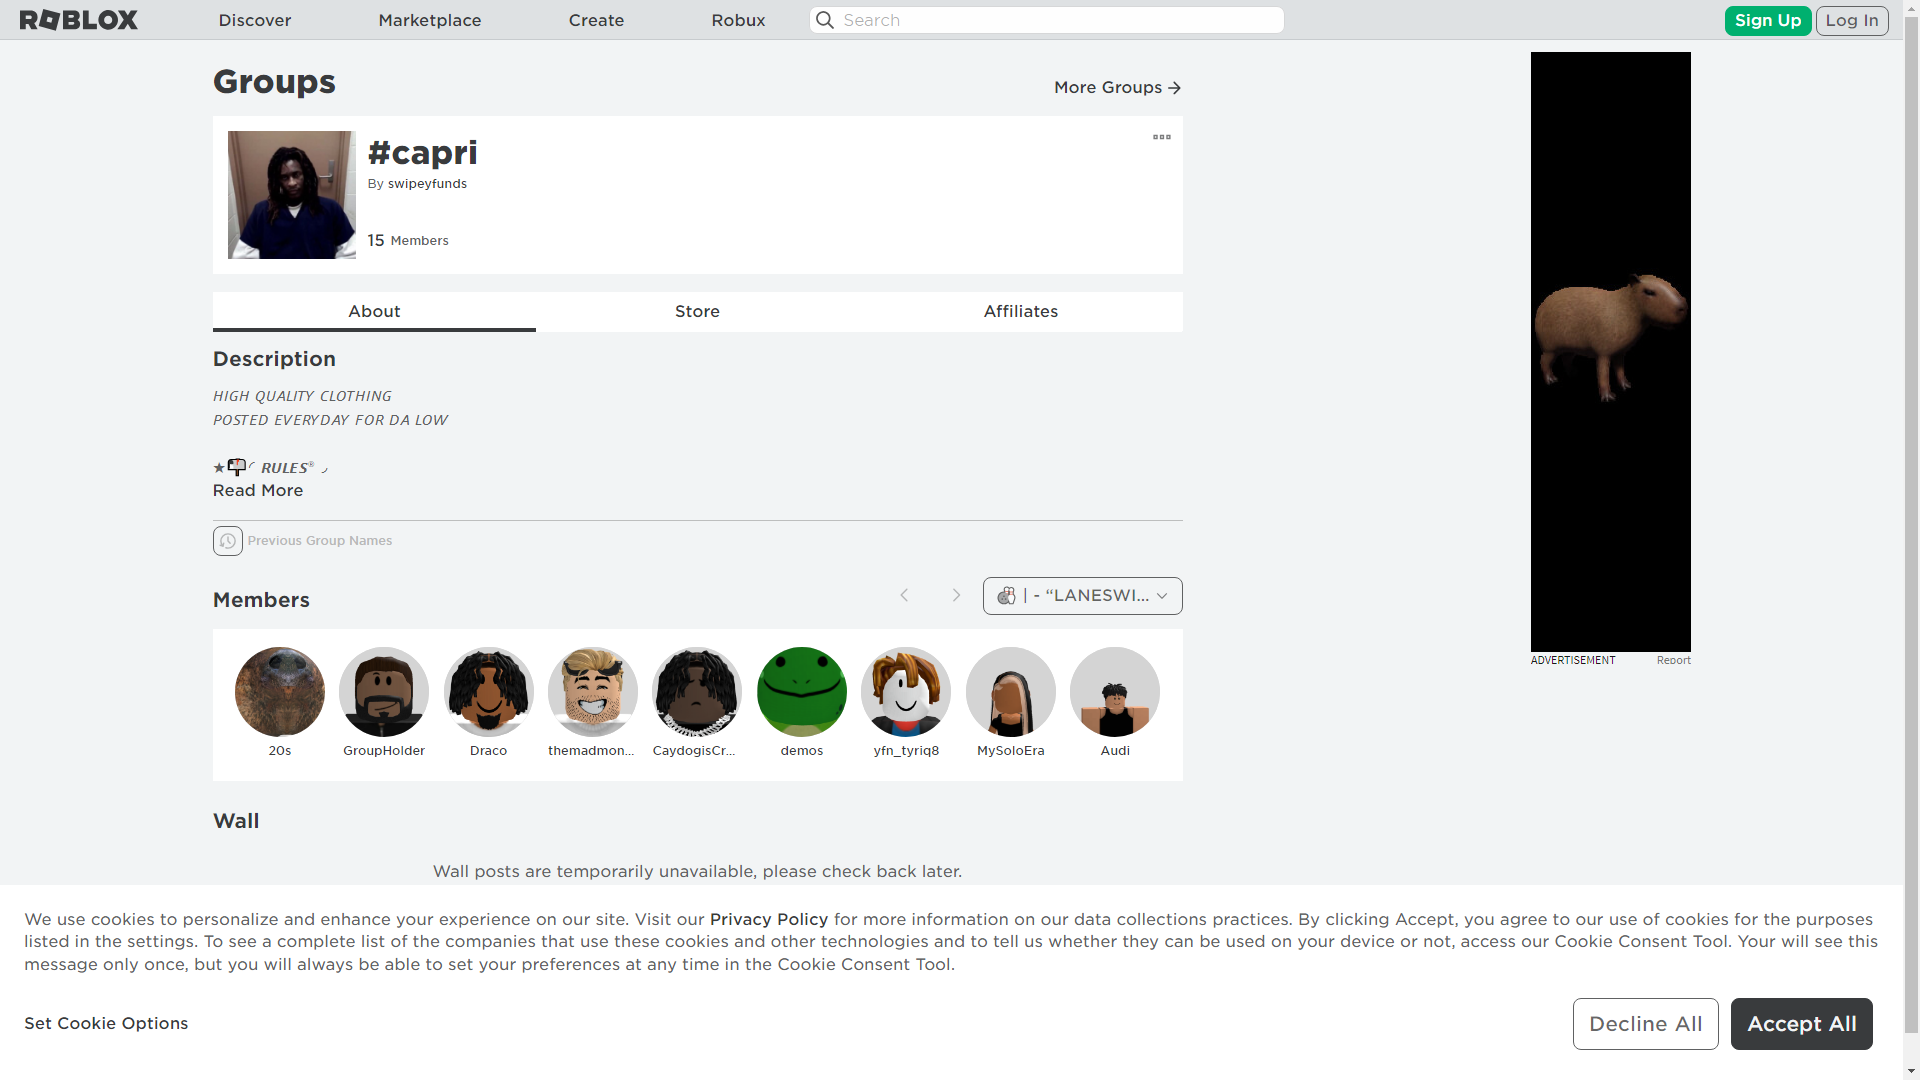 ROBLOX
Discover
Marketplace
Create
Robux
Search
Sign Up
Log In
Groups
More Groups →
#capri
By swipeyfunds
15 Members
About
Store
Affiliates
Description
HIGH QUALITY CLOTHING
POSTED EVERYDAY FOR DA LOW
★📬◜ RULES® ◞
Read More
Previous Group Names
Members
🎳 | - “LANESWI...
20s
GroupHolder
Draco
themadmon...
CaydogisCr...
demos
yfn_tyriq8
MySoloEra
Audi
Wall
Wall posts are temporarily unavailable, please check back later.
ADVERTISEMENT
Report
We use cookies to personalize and enhance your experience on our site. Visit our Privacy Policy for more information on our data collections practices. By clicking Accept, you agree to our use of cookies for the purposes
listed in the settings. To see a complete list of the companies that use these cookies and other technologies and to tell us whether they can be used on your device or not, access our Cookie Consent Tool. Your will see this
message only once, but you will always be able to set your preferences at any time in the Cookie Consent Tool.
Set Cookie Options
Decline All
Accept All